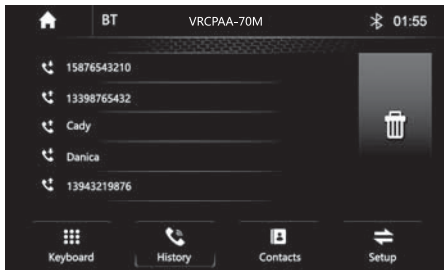 BT VRCPAA-70M 01:55
15876543210
13398765432
Cady
Danica
13943219876
Keyboard History Contacts Setup